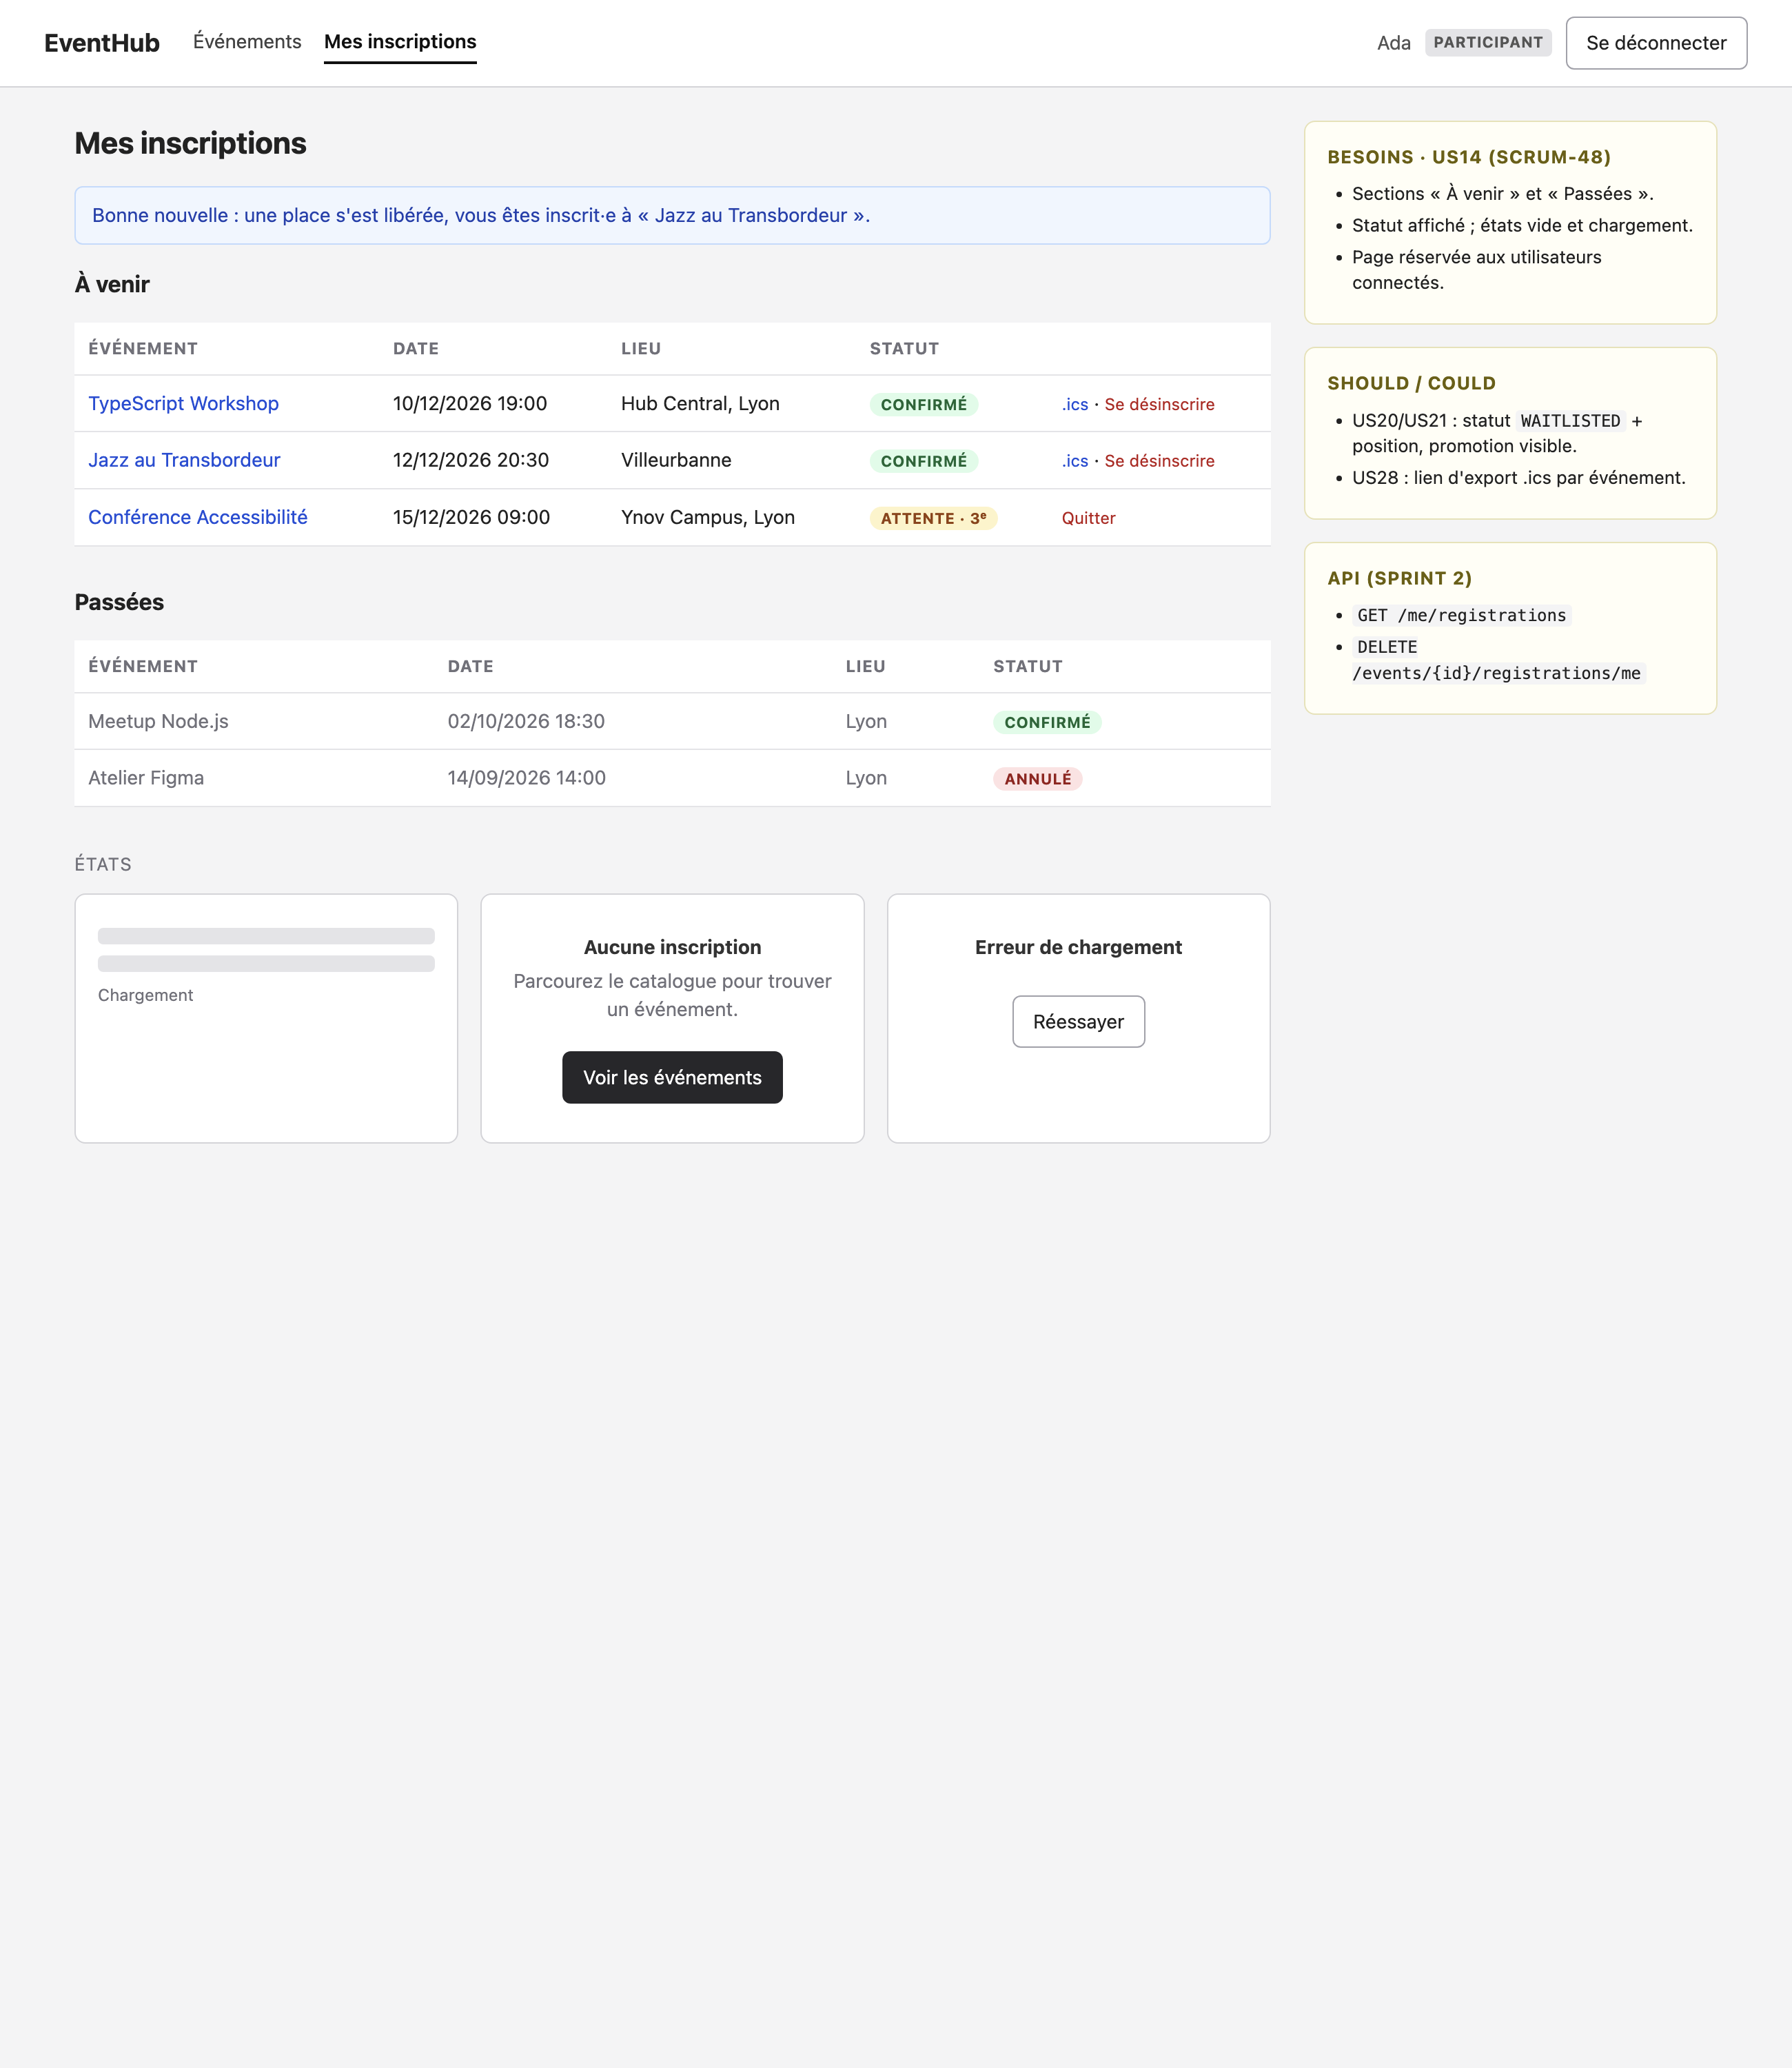 EventHub Événements Mes inscriptions Ada PARTICIPANT Se déconnecter
Mes inscriptions
Bonne nouvelle : une place s'est libérée, vous êtes inscrit·e à « Jazz au Transbordeur ».
À venir
ÉVÉNEMENT DATE LIEU STATUT
TypeScript Workshop 10/12/2026 19:00 Hub Central, Lyon CONFIRMÉ .ics · Se désinscrire
Jazz au Transbordeur 12/12/2026 20:30 Villeurbanne CONFIRMÉ .ics · Se désinscrire
Conférence Accessibilité 15/12/2026 09:00 Ynov Campus, Lyon ATTENTE · 3ᵉ Quitter
Passées
ÉVÉNEMENT DATE LIEU STATUT
Meetup Node.js 02/10/2026 18:30 Lyon CONFIRMÉ
Atelier Figma 14/09/2026 14:00 Lyon ANNULÉ
ÉTATS
Chargement
Aucune inscription
Parcourez le catalogue pour trouver
un événement.
Voir les événements
Erreur de chargement
Réessayer
BESOINS · US14 (SCRUM-48)
• Sections « À venir » et « Passées ».
• Statut affiché ; états vide et chargement.
• Page réservée aux utilisateurs
connectés.
SHOULD / COULD
• US20/US21 : statut WAITLISTED +
position, promotion visible.
• US28 : lien d'export .ics par événement.
API (SPRINT 2)
• GET /me/registrations
• DELETE
/events/{id}/registrations/me